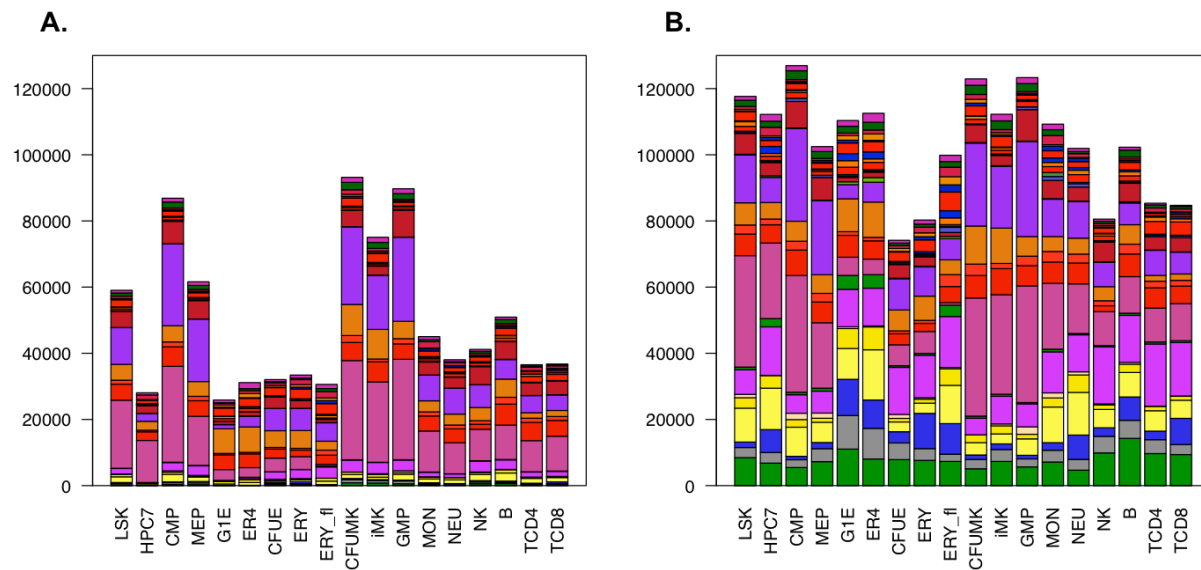 A.
B.
120000
100000
80000
60000
40000
20000
0
LSK
HPC7
CMP
MEP
G1E
ER4
CFUE
ERY
ERY_fl
CFUMK
iMK
GMP
MON
NEU
NK
B
TCD4
TCD8
120000
100000
80000
60000
40000
20000
0
LSK
HPC7
CMP
MEP
G1E
ER4
CFUE
ERY
ERY_fl
CFUMK
iMK
GMP
MON
NEU
NK
B
TCD4
TCD8